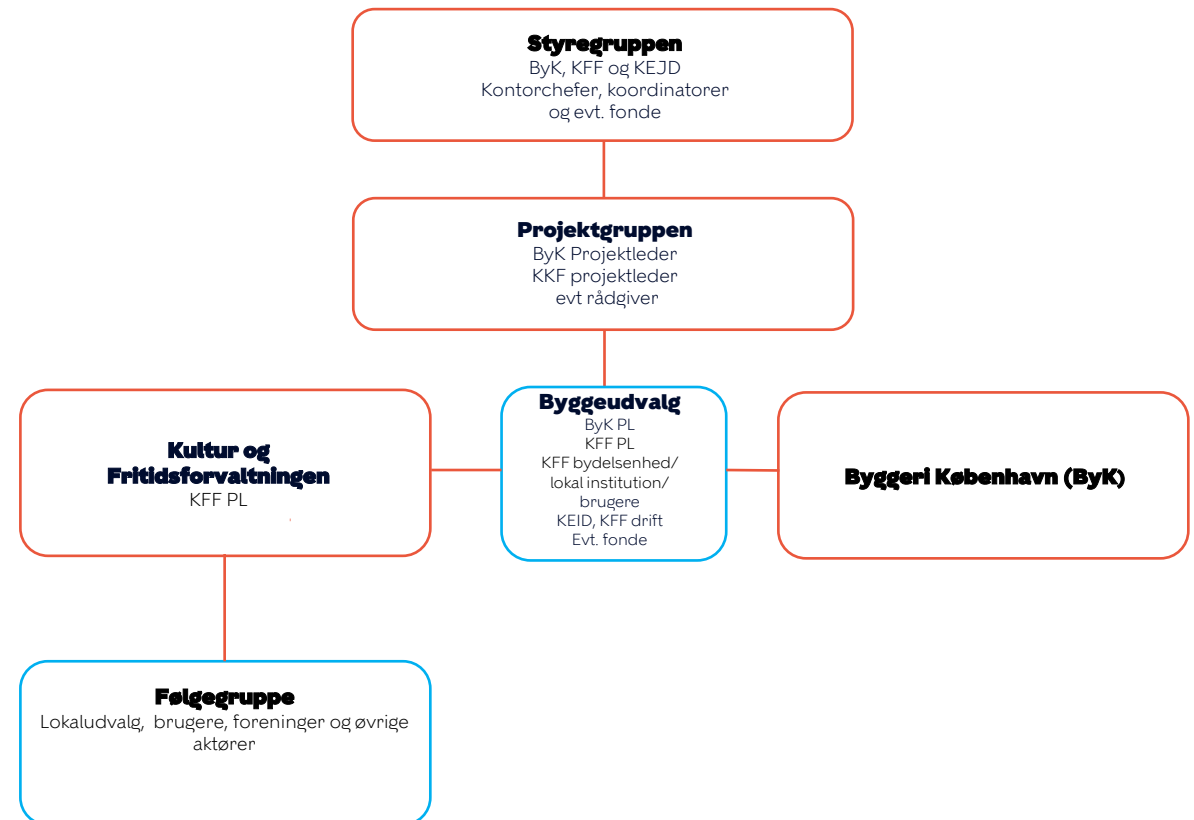 Styregruppen
ByK, KFF og KEJD
Kontorchefer, koordinatorer
og evt. fonde
Projektgruppen
ByK Projektleder
KKF projektleder
evt rådgiver
Byggeudvalg
ByK PL
KFF PL
KFF bydelsenhed/
lokal institution/
brugere
KEID, KFF drift
Evt. fonde
Kultur og
Fritidsforvaltningen
KFF PL
Byggeri København (ByK)
Følgegruppe
Lokaludvalg, brugere, foreninger og øvrige
aktører